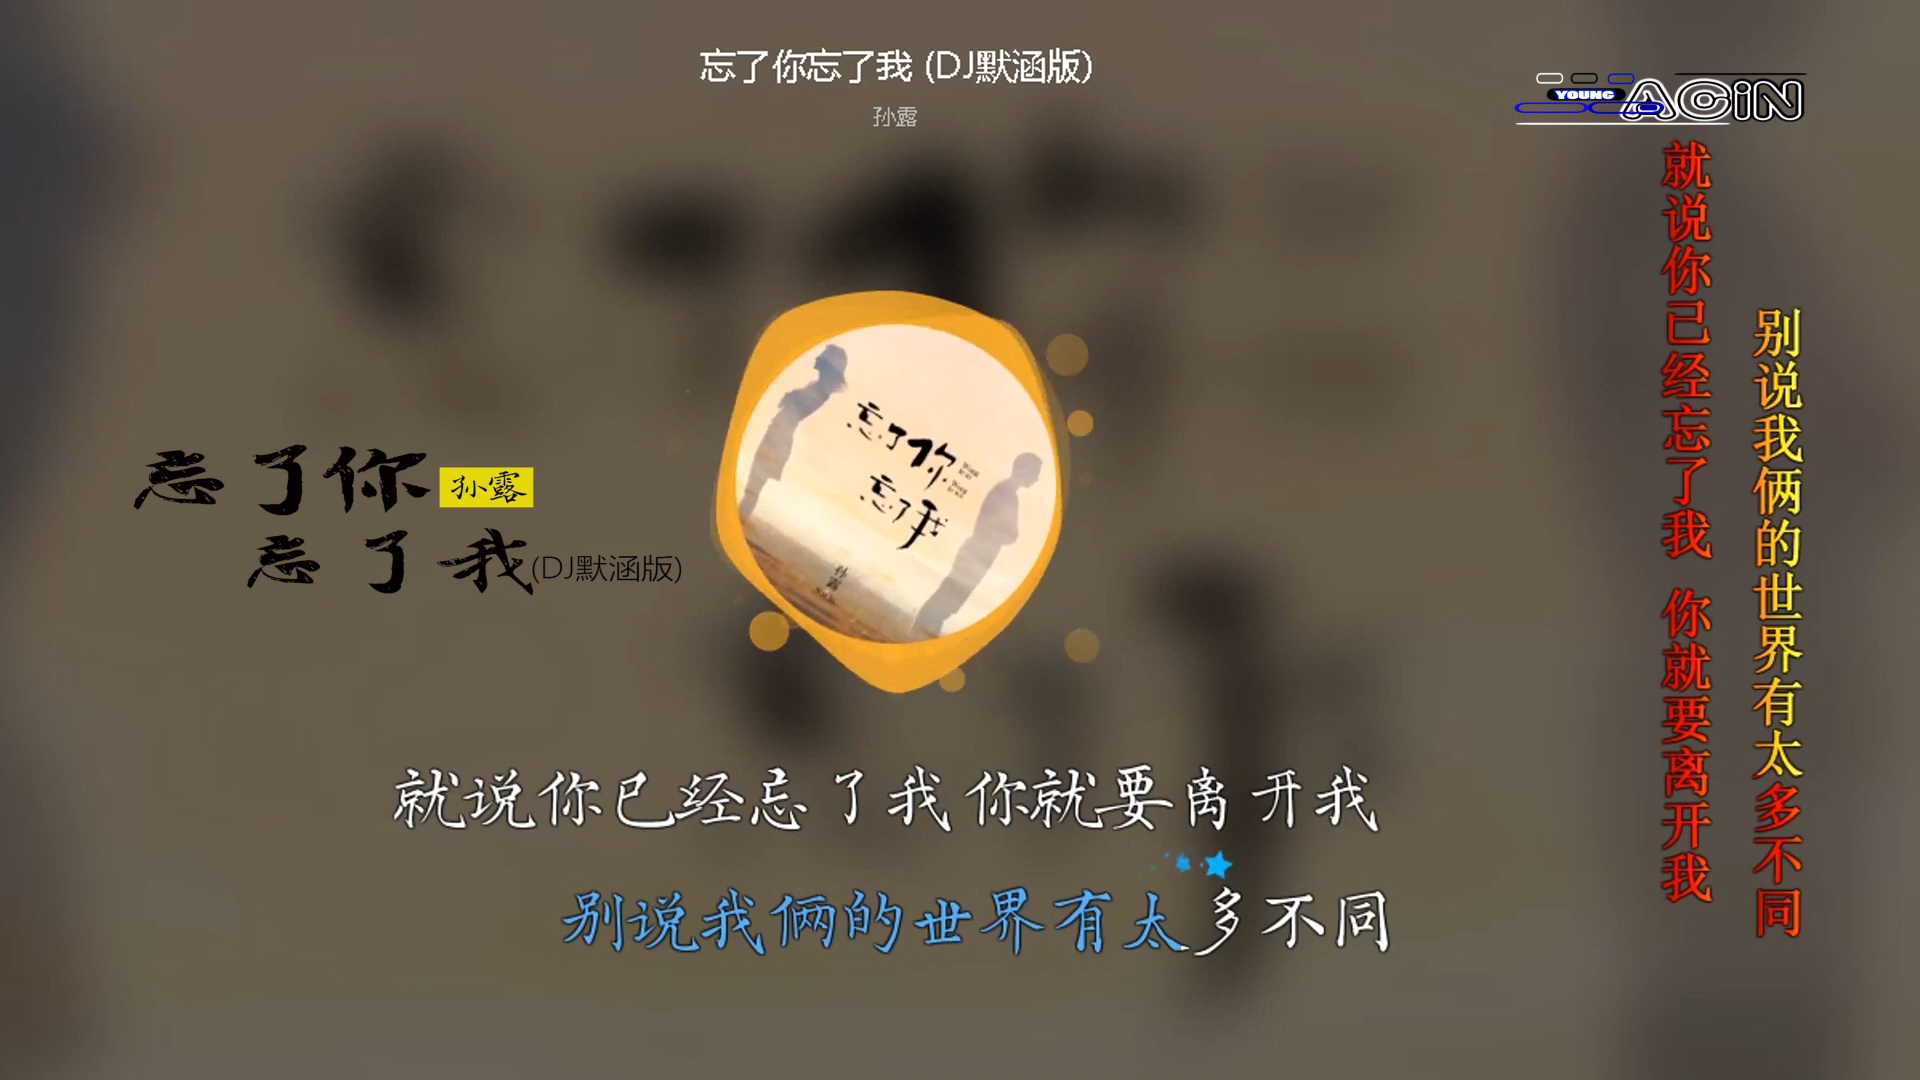 忘了你忘了我 (DJ默涵版)
孙露
YOUNG ACiN
忘了你 孙露
忘了我(DJ默涵版)
忘了你
忘了我
孙露
就说你已经忘了我 你就要离开我
别说我俩的世界有太多不同
就说你已经忘了我 你就要离开我
别说我俩的世界有太多不同